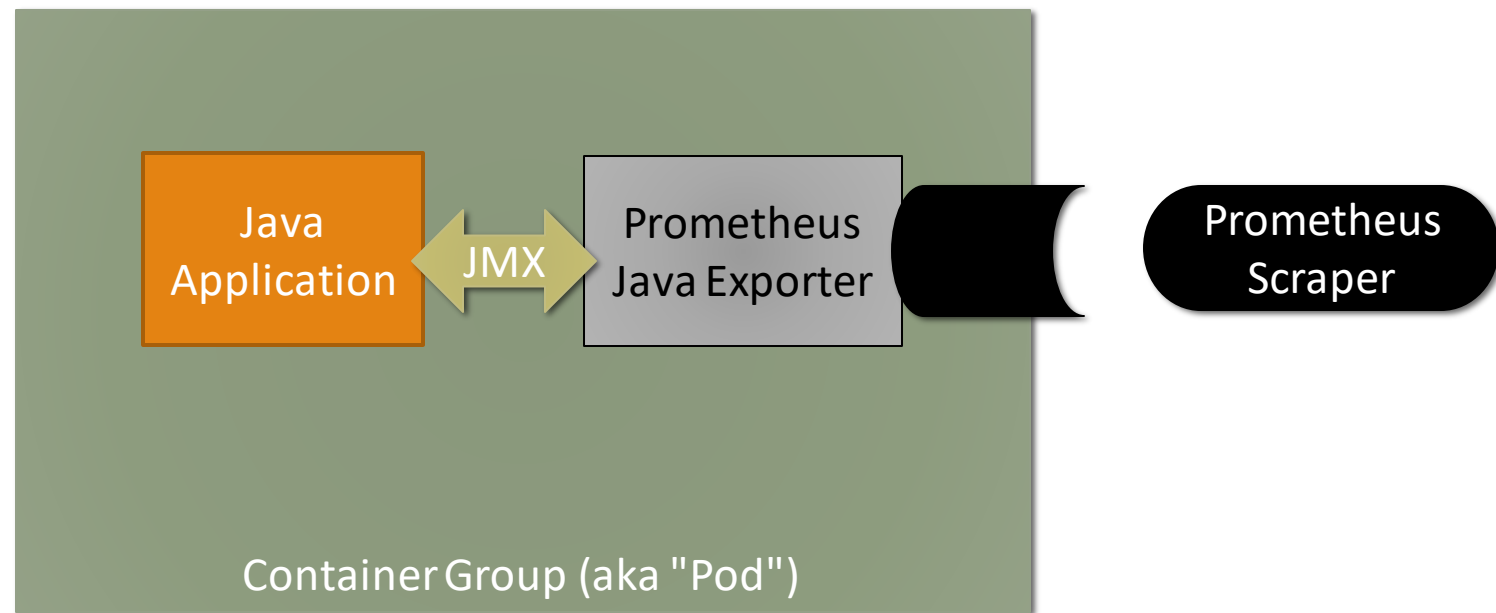 Java
Application
JMX
Prometheus
Java Exporter
Prometheus
Scraper
Container Group (aka "Pod")